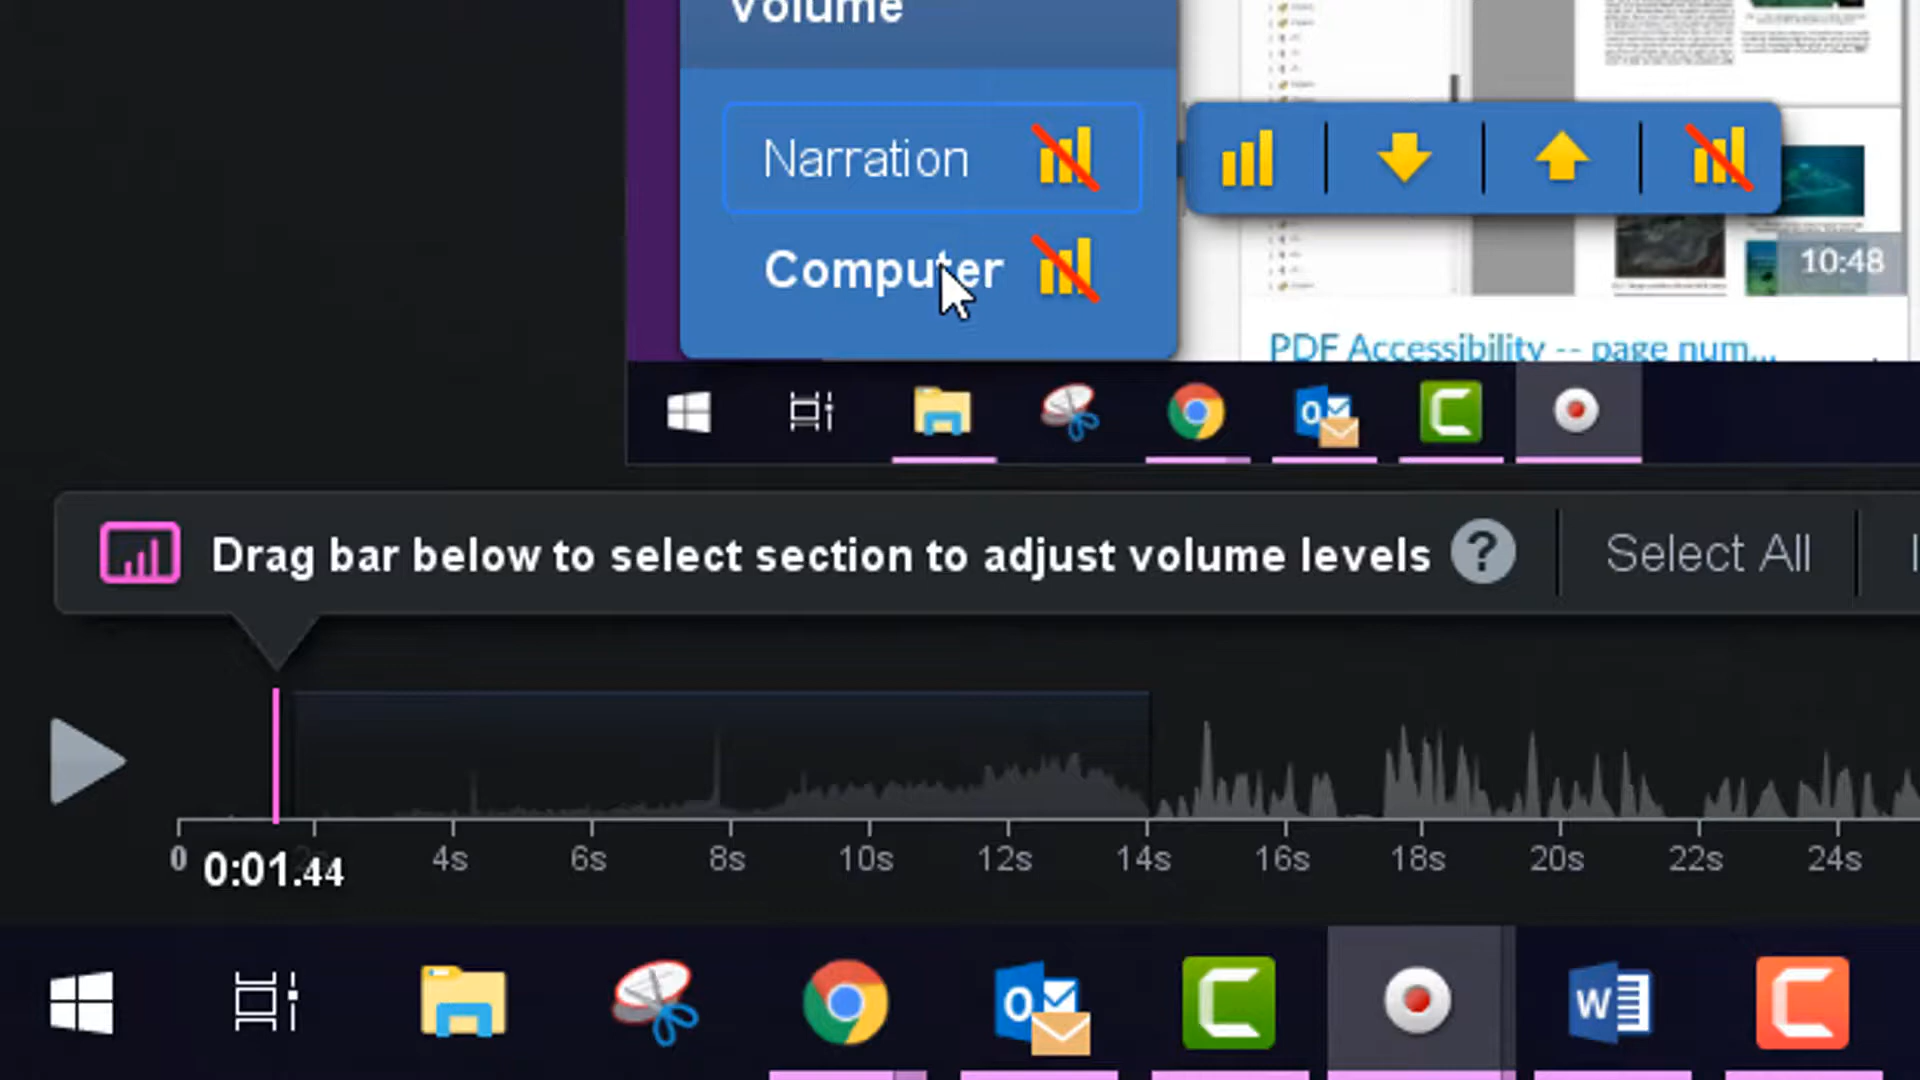 Volume
Narration
Computer
10:48
PDF Accessibility -- page num...
Drag bar below to select section to adjust volume levels ? Select All
0 0:01.44 4s 6s 8s 10s 12s 14s 16s 18s 20s 22s 24s